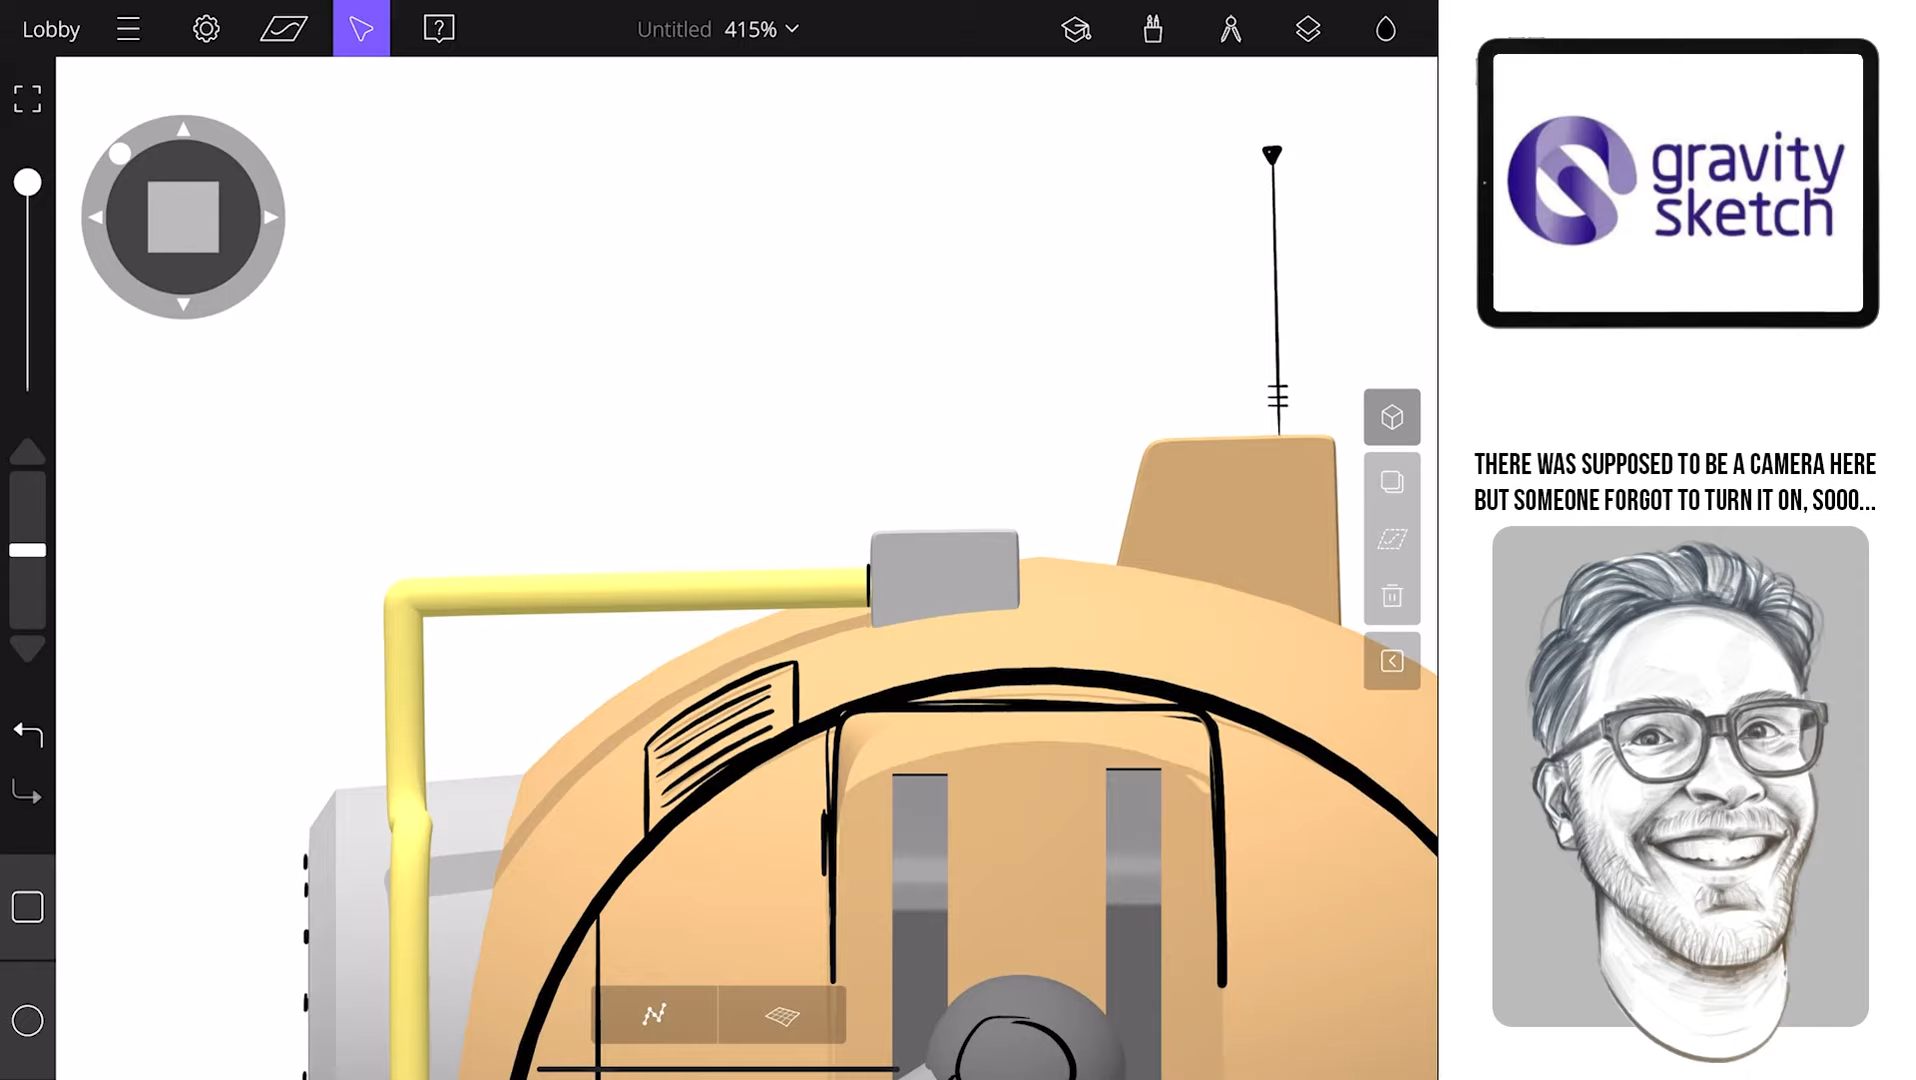 Lobby
Untitled 415%
gravity
sketch
THERE WAS SUPPOSED TO BE A CAMERA HERE
BUT SOMEONE FORGOT TO TURN IT ON, SOOO...